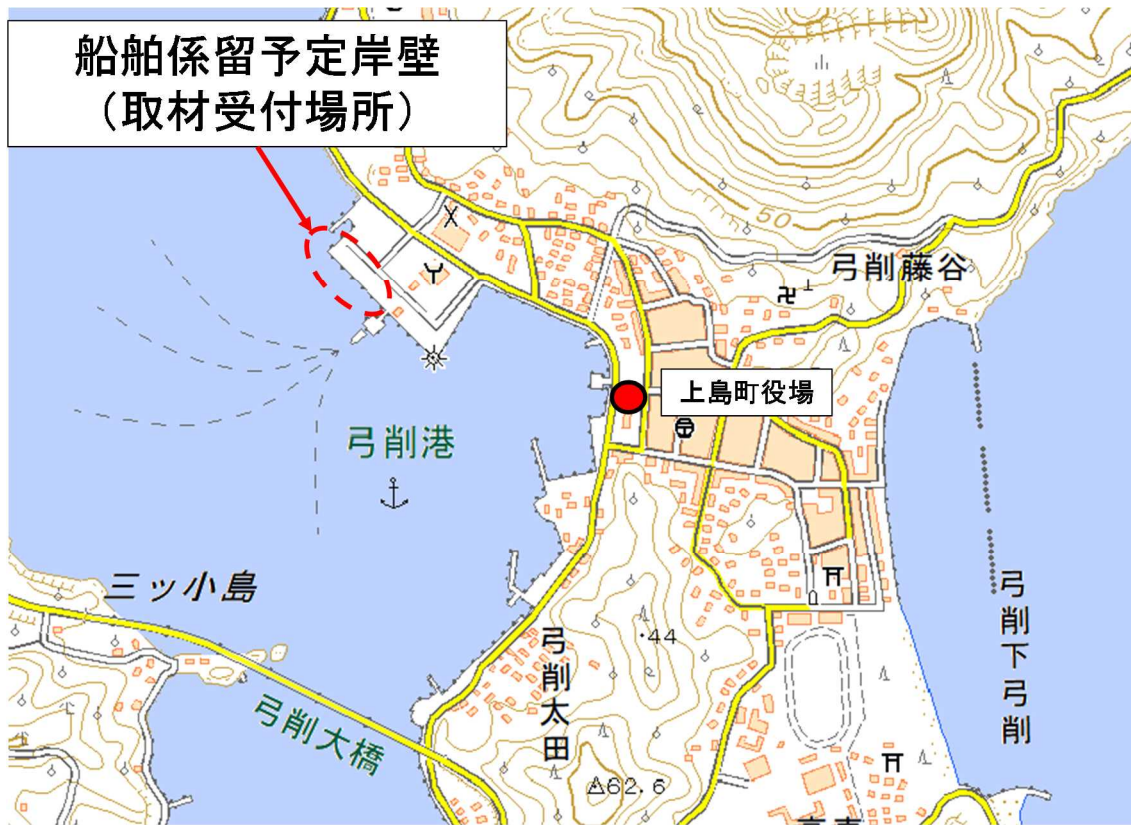 船舶係留予定岸壁
（取材受付場所）
50
弓削藤谷
上島町役場
弓削港
三ッ小島
弓削大橋
弓削太田
・44
62.6
弓削下弓削